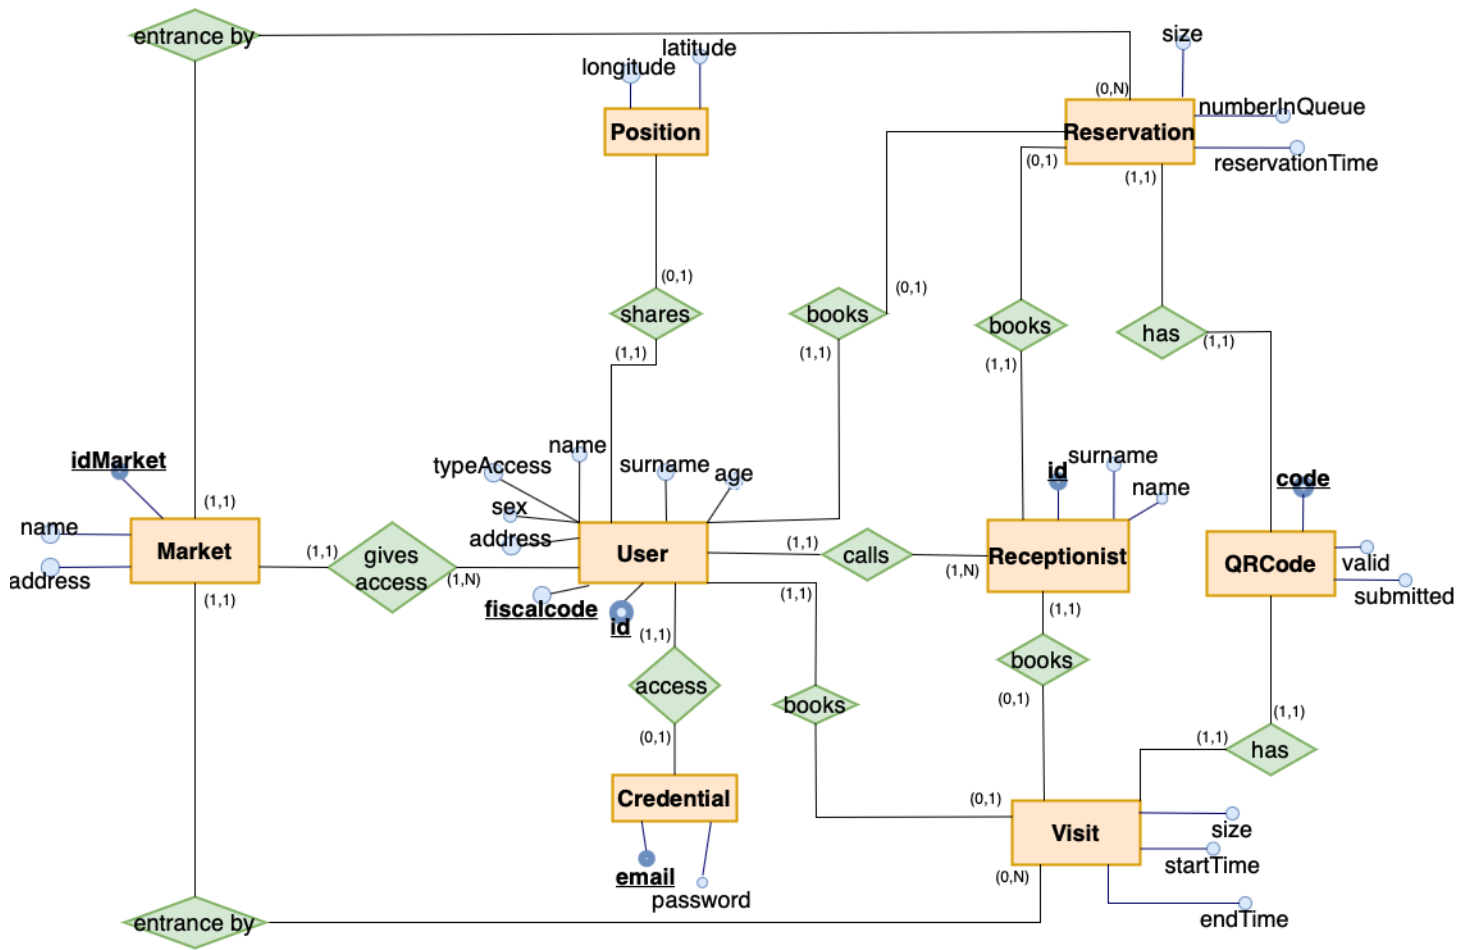 entrance by
size
latitude
longitude
(0,N)
numberInQueue
Position
Reservation
(0,1)
reservationTime
(1,1)
(0,1)
(0,1)
shares
books
books
has
(1,1)
(1,1)
(1,1)
(1,1)
name
surname
surname
idMarket
typeAccess
age
id
name
code
(1,1)
sex
name
address
Market
(1,1)
gives
access
User
(1,1)
calls
Receptionist
QRCode
valid
address
(1,N)
(1,N)
submitted
(1,1)
fiscalcode
(1,1)
(1,1)
id
(1,1)
books
access
(0,1)
books
(1,1)
(0,1)
(1,1)
has
Credential
(0,1)
Visit
size
startTime
email
(0,N)
password
entrance by
endTime